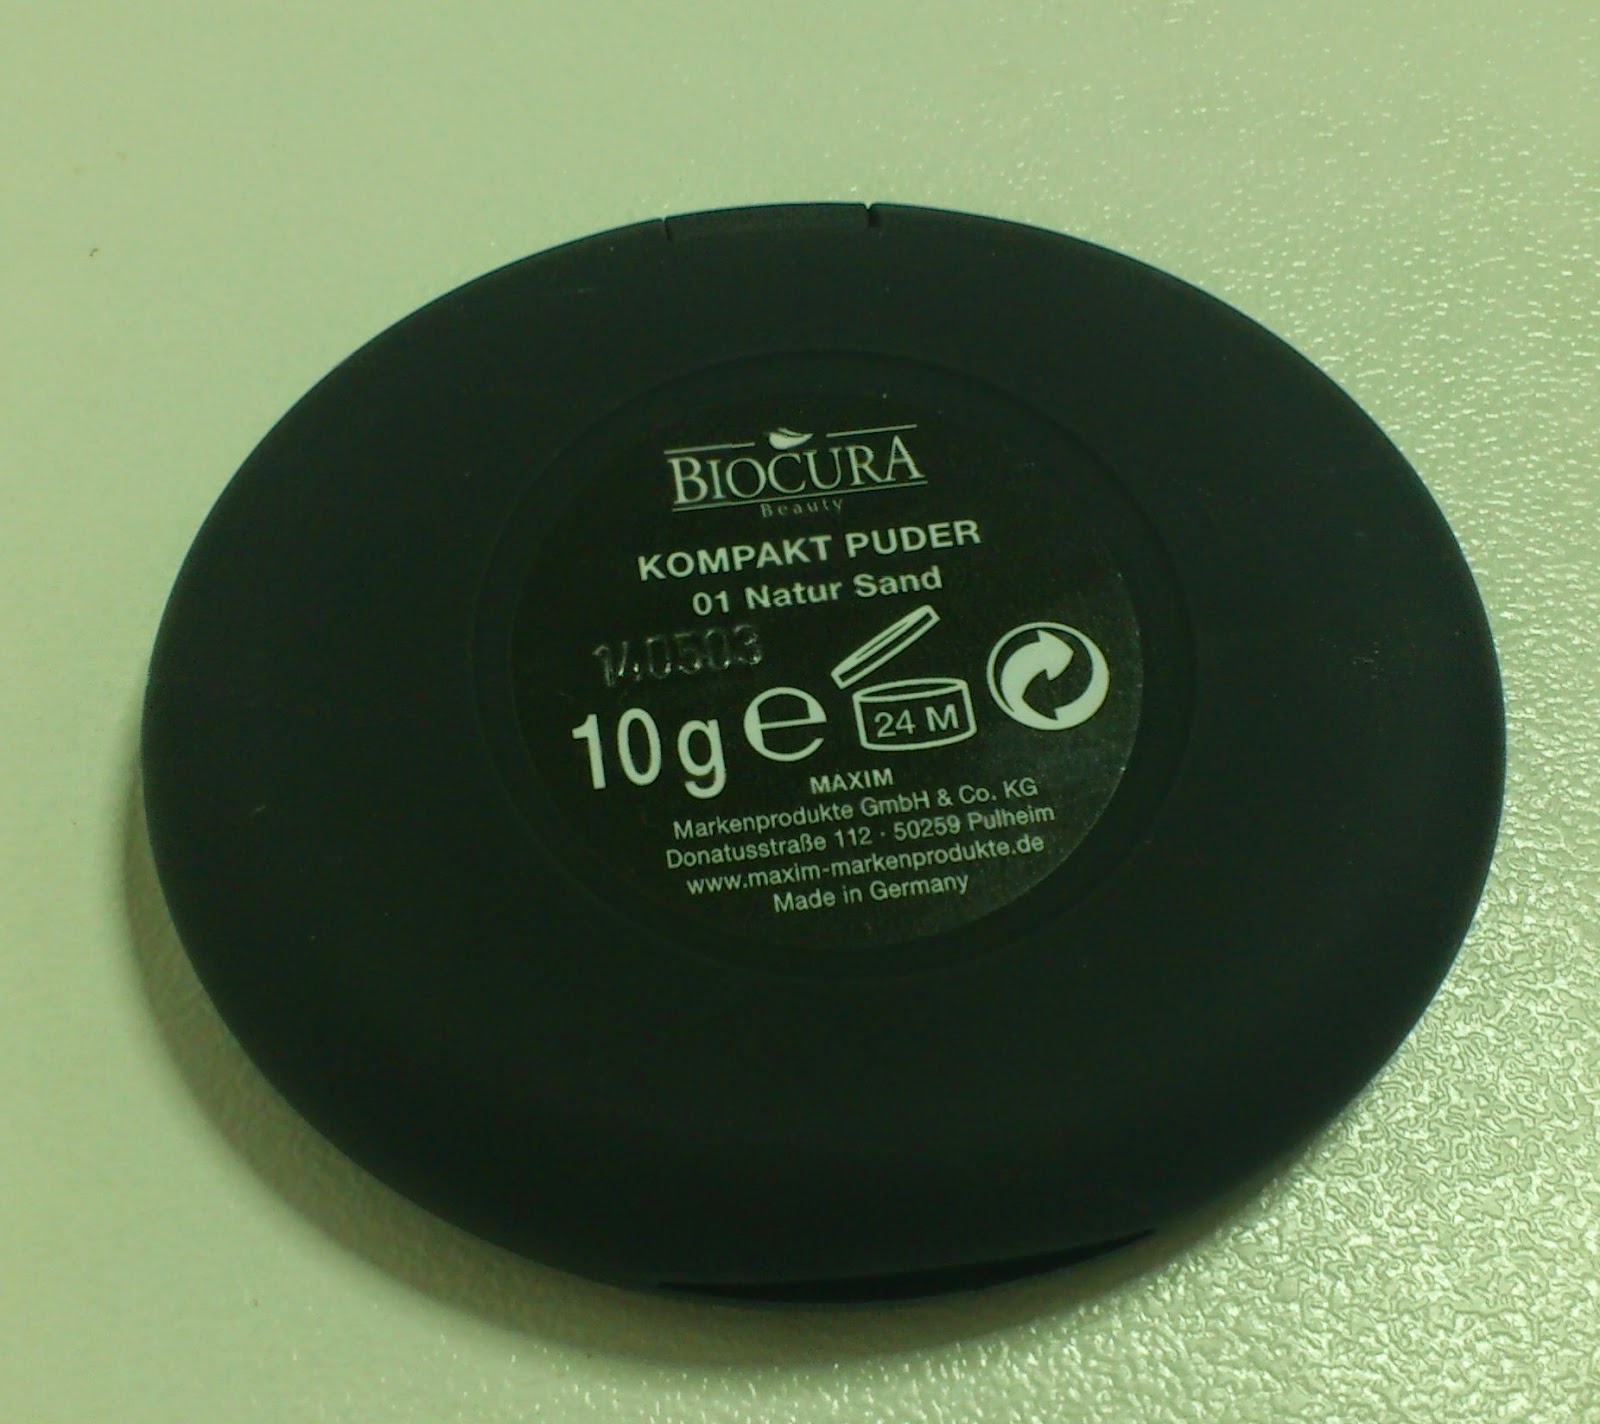 BIOCURA
Beauty
KOMPAKT PUDER
01 Natur Sand
140503
10 g e 24 M
MAXIM
Markenprodukte GmbH & Co. KG
Donatusstraße 112 · 50259 Pulheim
www.maxim-markenprodukte.de
Made in Germany